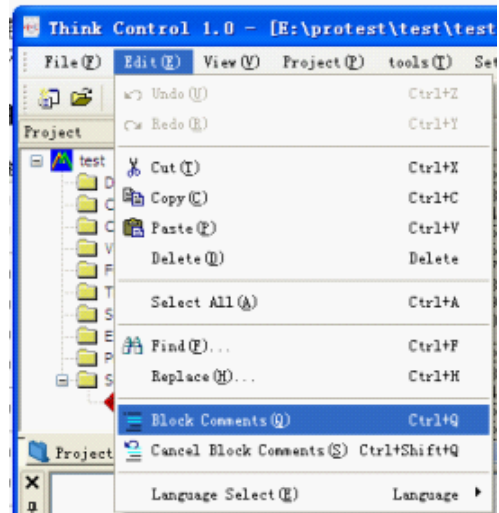 Think Control 1.0 - [E:\protest\test\test
File(F) Edit(E) View(V) Project(P) tools(T) Set
Undo(U) Ctrl+Z
Redo(R) Ctrl+Y
Project
test
Cut(T) Ctrl+X
Copy(C) Ctrl+C
Paste(P) Ctrl+V
Delete(D) Delete
Select All(A) Ctrl+A
Find(F)... Ctrl+F
Replace(H)... Ctrl+H
Block Comments(Q) Ctrl+Q
Cancel Block Comments(S) Ctrl+Shift+Q
Project
Language Select(E) Language